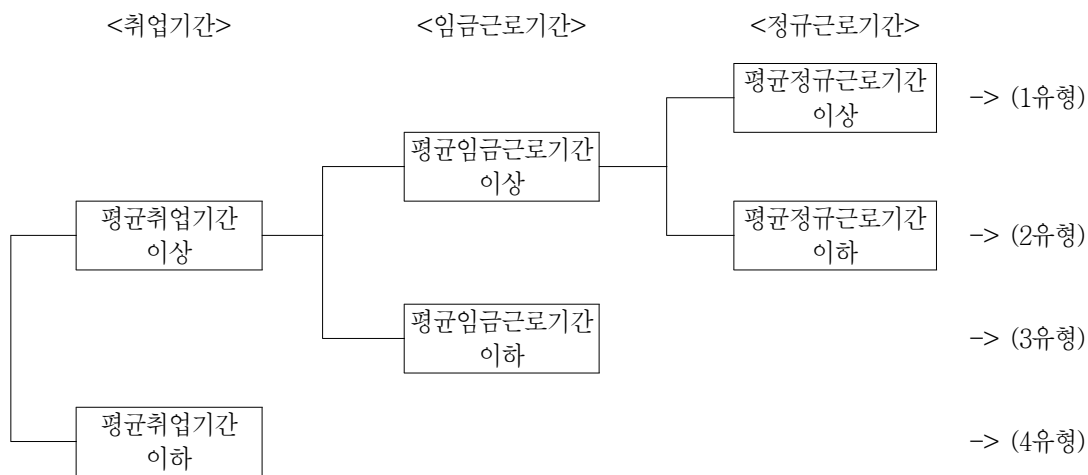 <취업기간> <임금근로기간> <정규근로기간>
평균정규근로기간
이상
-> (1유형)
평균임금근로기간
이상
평균취업기간
이상
평균정규근로기간
이하
-> (2유형)
평균임금근로기간
이하
-> (3유형)
평균취업기간
이하
-> (4유형)